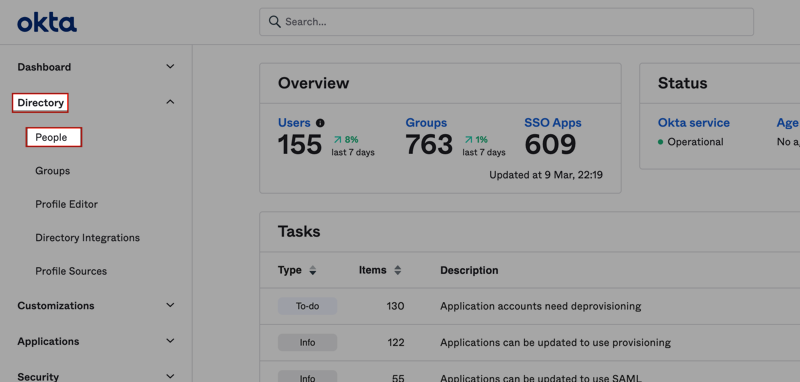 okta
Search...
Dashboard
Directory
People
Groups
Profile Editor
Directory Integrations
Profile Sources
Customizations
Applications
Security
Overview
Users
155
8%
last 7 days
Groups
763
1%
last 7 days
SSO Apps
609
Updated at 9 Mar, 22:19
Status
Okta service
Operational
Tasks
Type Items Description
To-do 130 Application accounts need deprovisioning
Info 122 Applications can be updated to use provisioning
Info 55 Applications can be updated to use SAML